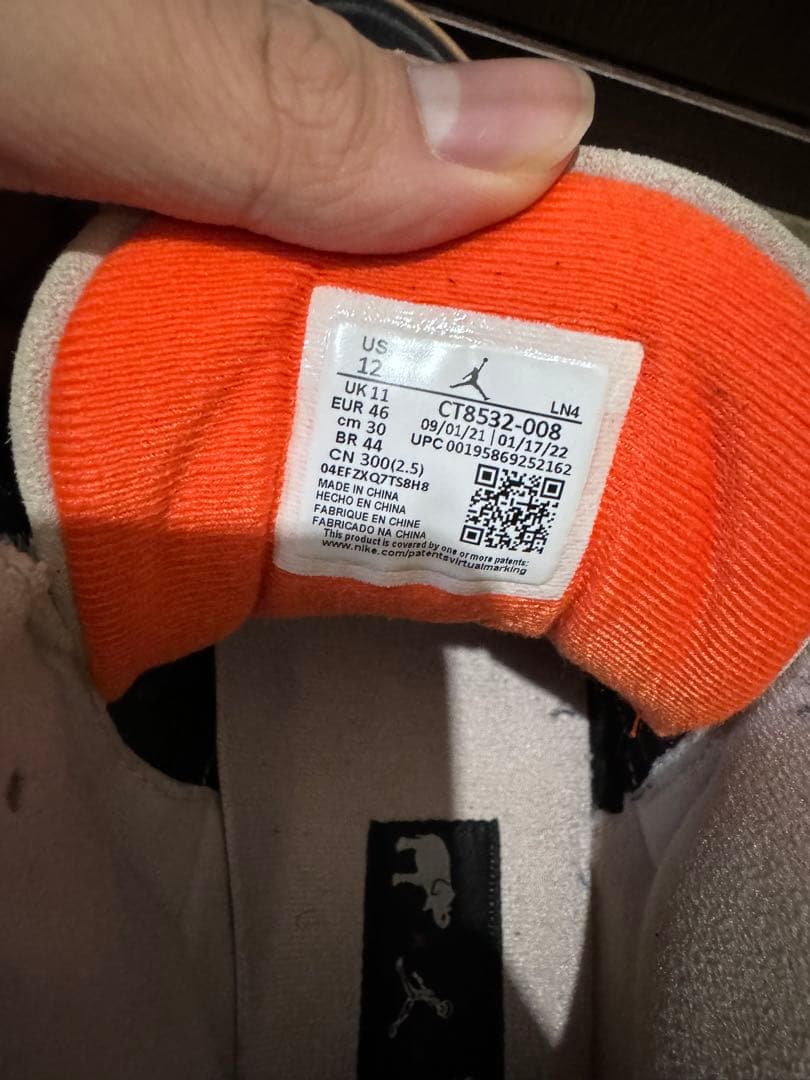 US
12
LN4
UK 11
EUR 46
cm 30
BR 44
CN 300(2.5)
CT8532-008
09/01/21 | 01/17/22
UPC 00195869252162
04EFZXQ7TS8H8
MADE IN CHINA
HECHO EN CHINA
FABRIQUE EN CHINE
FABRICADO NA CHINA
This product is covered by one or more patents:
www.nike.com/patentsvirtualmarking